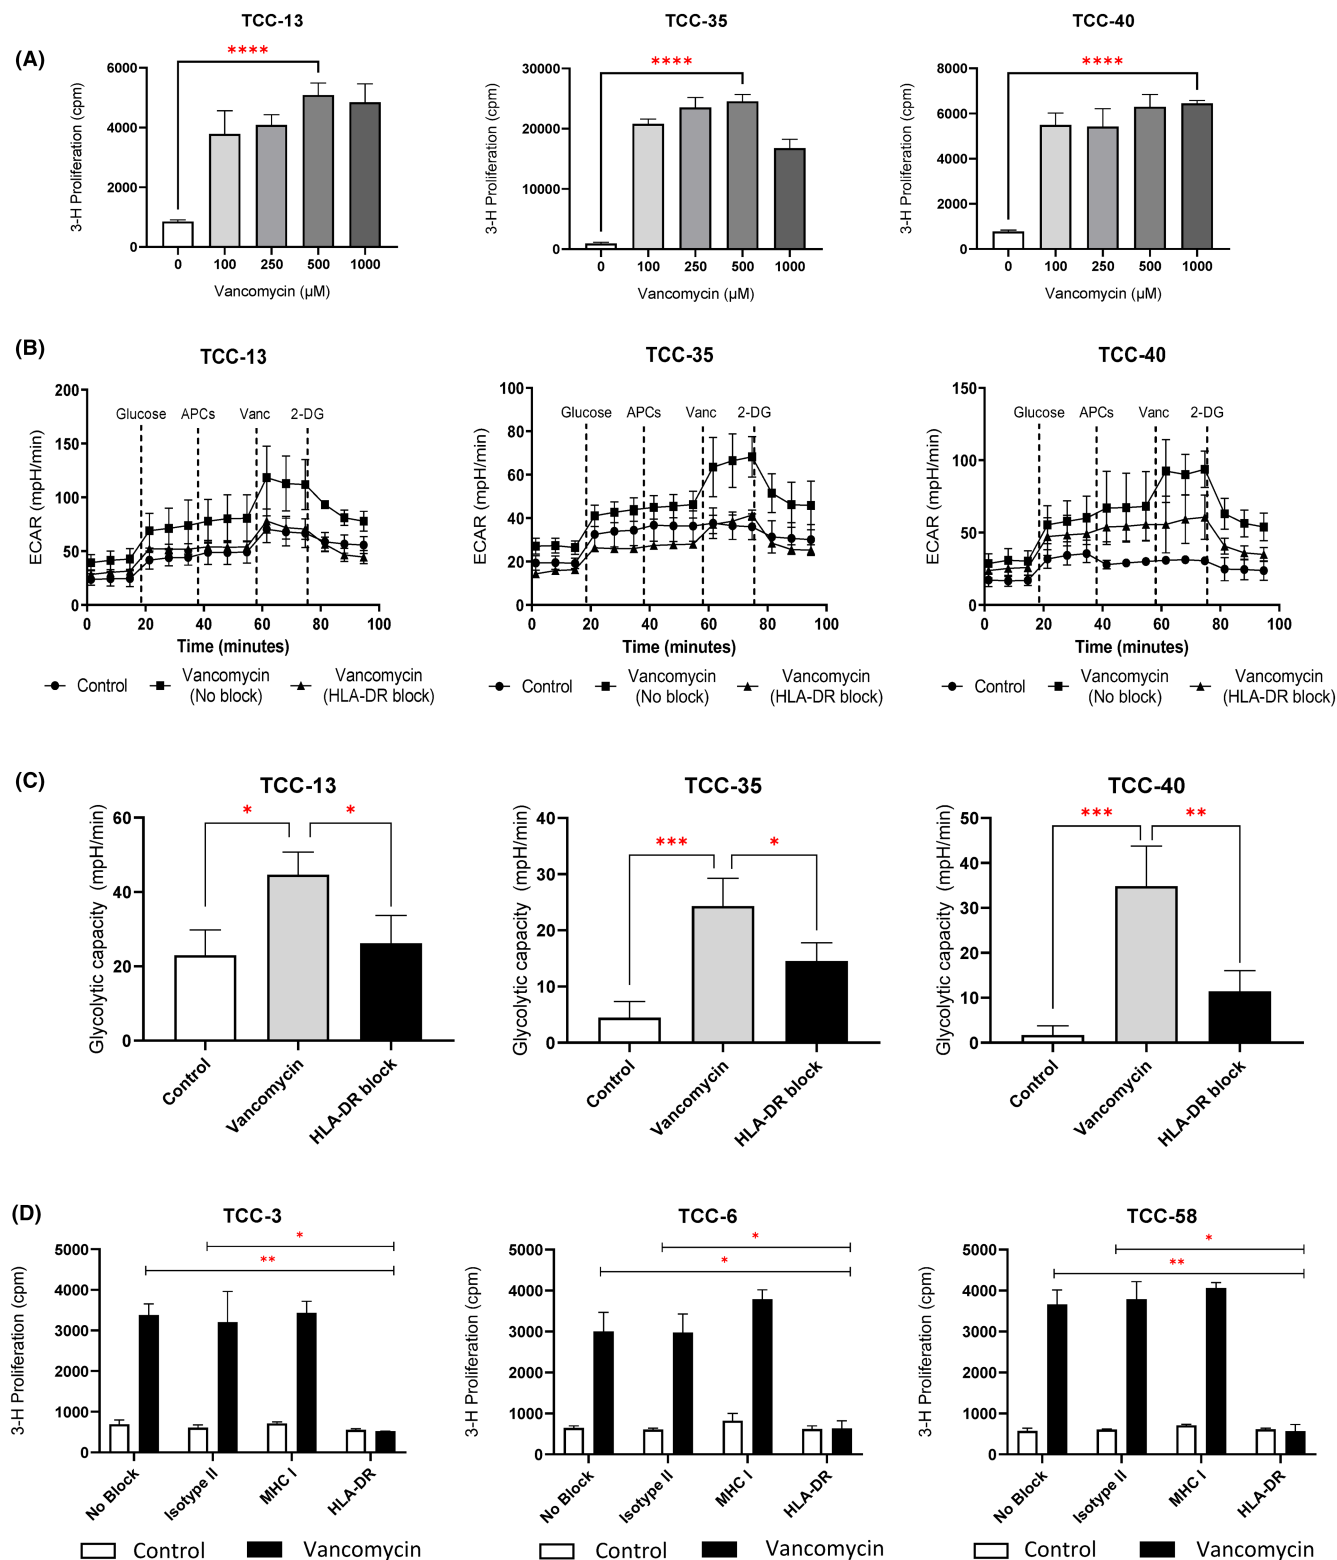 (A)
TCC-13
****
3-H Proliferation (cpm)
6000
4000
2000
0
0 100 250 500 1000
Vancomycin (µM)
TCC-35
****
3-H Proliferation (cpm)
30000
20000
10000
0
0 100 250 500 1000
Vancomycin (µM)
TCC-40
****
3-H Proliferation (cpm)
8000
6000
4000
2000
0
0 100 250 500 1000
Vancomycin (µM)
(B)
TCC-13
ECAR (mpH/min)
200
150
100
50
0
Glucose APCs Vanc 2-DG
0 20 40 60 80 100
Time (minutes)
Control
Vancomycin
(No block)
Vancomycin
(HLA-DR block)
TCC-35
ECAR (mpH/min)
100
80
60
40
20
0
Glucose APCs Vanc 2-DG
0 20 40 60 80 100
Time (minutes)
Control
Vancomycin
(No block)
Vancomycin
(HLA-DR block)
TCC-40
ECAR (mpH/min)
150
100
50
0
Glucose APCs Vanc 2-DG
0 20 40 60 80 100
Time (minutes)
Control
Vancomycin
(No block)
Vancomycin
(HLA-DR block)
(C)
TCC-13
* *
Glycolytic capacity (mpH/min)
60
40
20
0
Control
Vancomycin
HLA-DR block
TCC-35
*** *
Glycolytic capacity (mpH/min)
40
30
20
10
0
Control
Vancomycin
HLA-DR block
TCC-40
*** **
Glycolytic capacity (mpH/min)
50
40
30
20
10
0
Control
Vancomycin
HLA-DR block
(D)
TCC-3
*
**
3-H Proliferation (cpm)
5000
4000
3000
2000
1000
0
No Block
Isotype II
MHC I
HLA-DR
Control Vancomycin
TCC-6
*
*
3-H Proliferation (cpm)
5000
4000
3000
2000
1000
0
No Block
Isotype II
MHC I
HLA-DR
Control Vancomycin
TCC-58
*
**
3-H Proliferation (cpm)
5000
4000
3000
2000
1000
0
No Block
Isotype II
MHC I
HLA-DR
Control Vancomycin